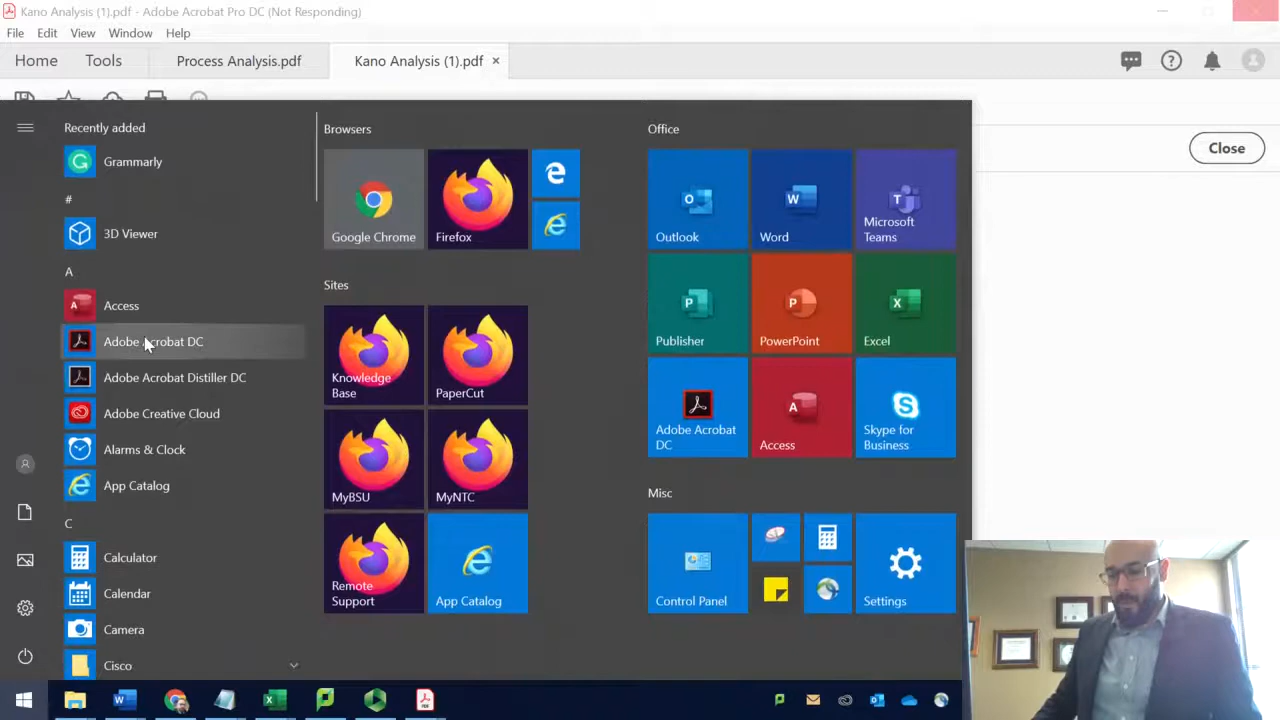 Kano Analysis (1).pdf - Adobe Acrobat Pro DC (Not Responding)
File Edit View Window Help
Home Tools Process Analysis.pdf Kano Analysis (1).pdf ×
Close
Recently added
Grammarly
#
3D Viewer
A
Access
Adobe Acrobat DC
Adobe Acrobat Distiller DC
Adobe Creative Cloud
Alarms & Clock
App Catalog
C
Calculator
Calendar
Camera
Cisco
Browsers
Google Chrome
Firefox
Sites
Knowledge
Base
PaperCut
MyBSU
MyNTC
Remote
Support
App Catalog
Office
Outlook
Word
Microsoft
Teams
Publisher
PowerPoint
Excel
Adobe Acrobat
DC
Access
Skype for
Business
Misc
Control Panel
Settings